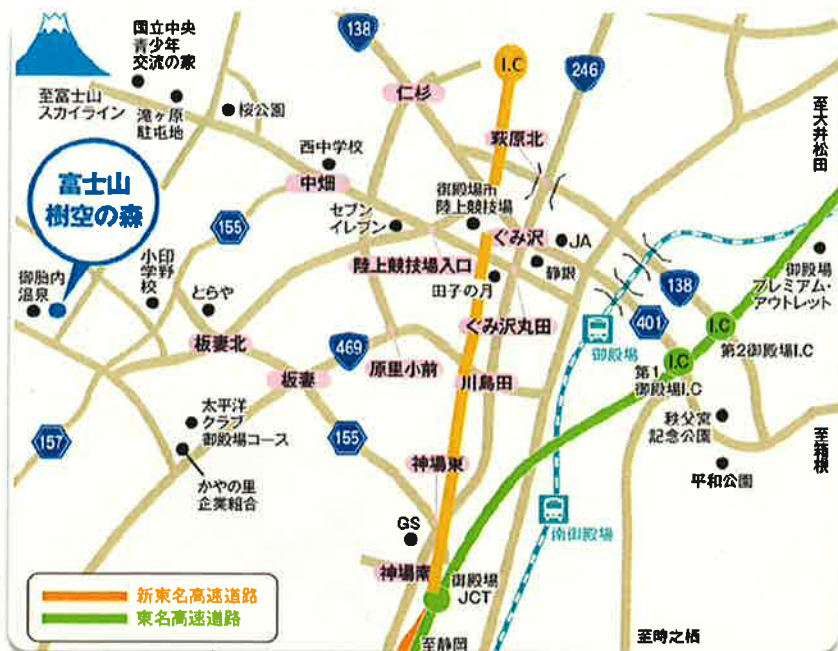 国立中央
青少年
交流の家
138
I.C
246
仁杉
至富士山
スカイライン
滝ヶ原
駐屯地
桜公園
至大井松田
萩原北
西中学校
中畑
富士山
樹空の森
御殿場市
陸上競技場
セブン
イレブン
155
ぐみ沢
JA
静銀
陸上競技場入口
田子の月
御胎内
温泉
印野
小学校
とらや
138
御殿場
プレミアム・
アウトレット
401
ぐみ沢丸田
御殿場
I.C
第2御殿場I.C
I.C
第1
御殿場I.C
板妻北
469
原里小前
板妻
川島田
太平洋
クラブ
御殿場コース
155
157
秩父宮
記念公園
至箱根
平和公園
かやの里
企業組合
神場東
南御殿場
GS
神場南
御殿場
JCT
新東名高速道路
東名高速道路
至静岡
至時之栖